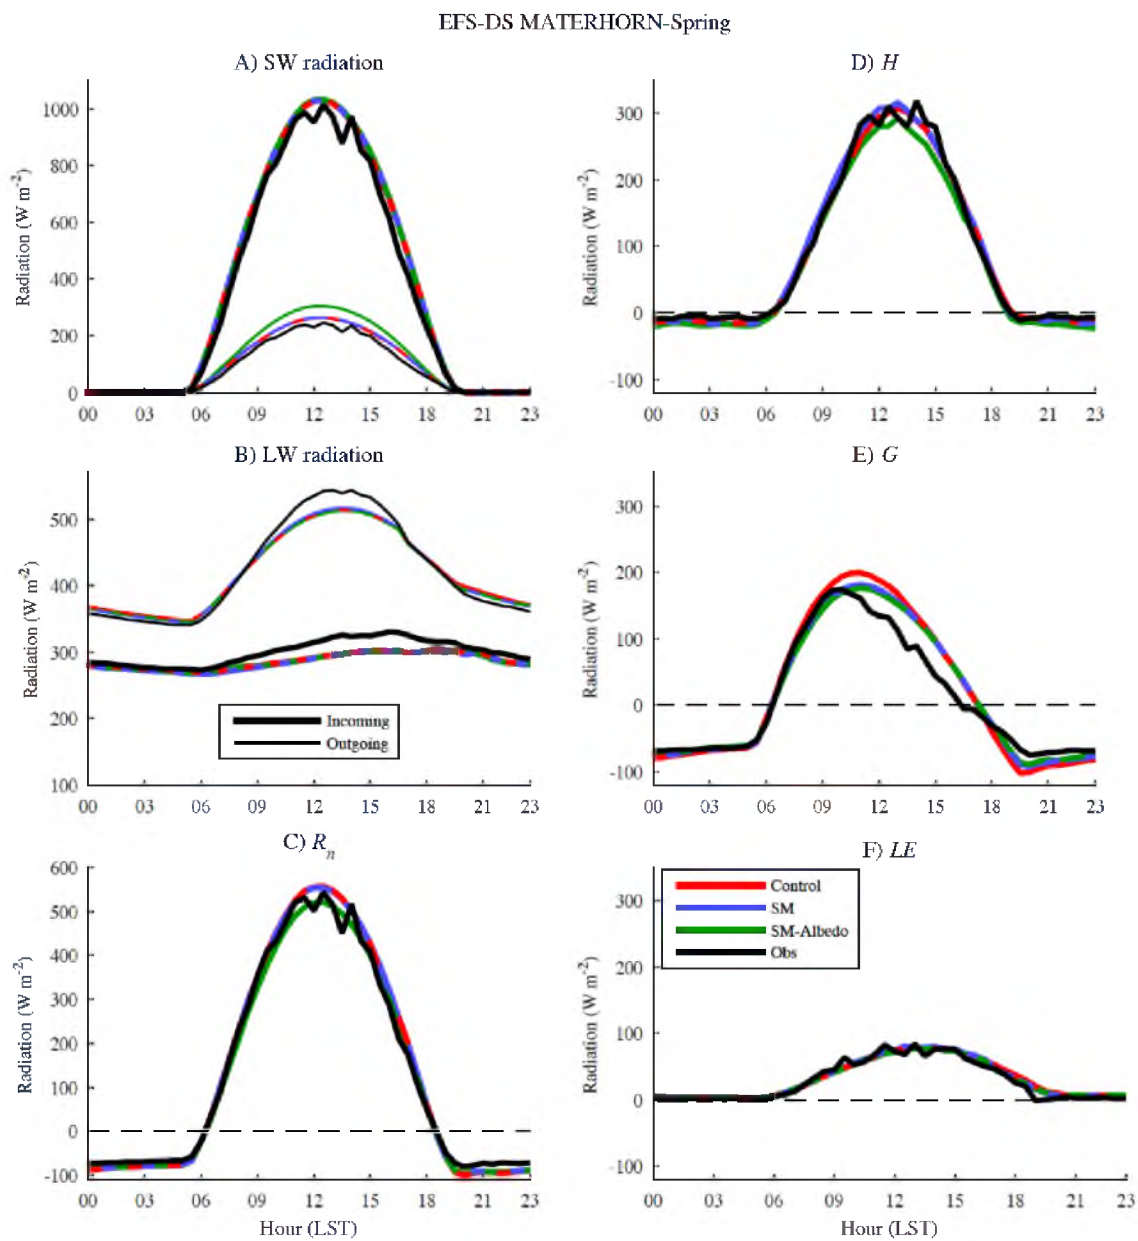 EFS-DS MATERHORN-Spring
A) SW radiation
Radiation (W m-2)
1000
800
600
400
200
0
00 03 06 09 12 15 18 21 23
D) H
Radiation (W m-2)
300
200
100
0
-100
00 03 06 09 12 15 18 21 23
B) LW radiation
Radiation (W m-2)
500
400
300
200
100
Incoming
Outgoing
00 03 06 09 12 15 18 21 23
E) G
Radiation (W m-2)
300
200
100
0
-100
00 03 06 09 12 15 18 21 23
C) Rn
Radiation (W m-2)
600
500
400
300
200
100
0
-100
00 03 06 09 12 15 18 21 23
Hour (LST)
F) LE
Radiation (W m-2)
300
200
100
0
-100
Control
SM
SM-Albedo
Obs
00 03 06 09 12 15 18 21 23
Hour (LST)